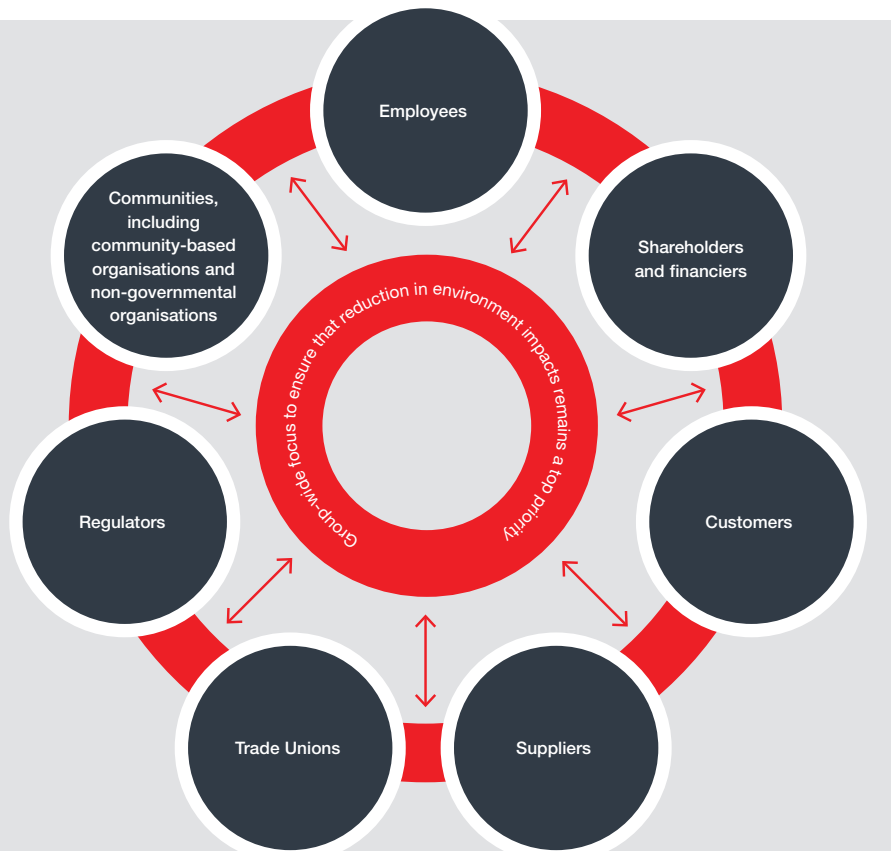 Employees
Shareholders
and financiers
Customers
Suppliers
Trade Unions
Regulators
Communities,
including
community-based
organisations and
non-governmental
organisations
Group-wide focus to ensure that reduction in environment impacts remains a top priority